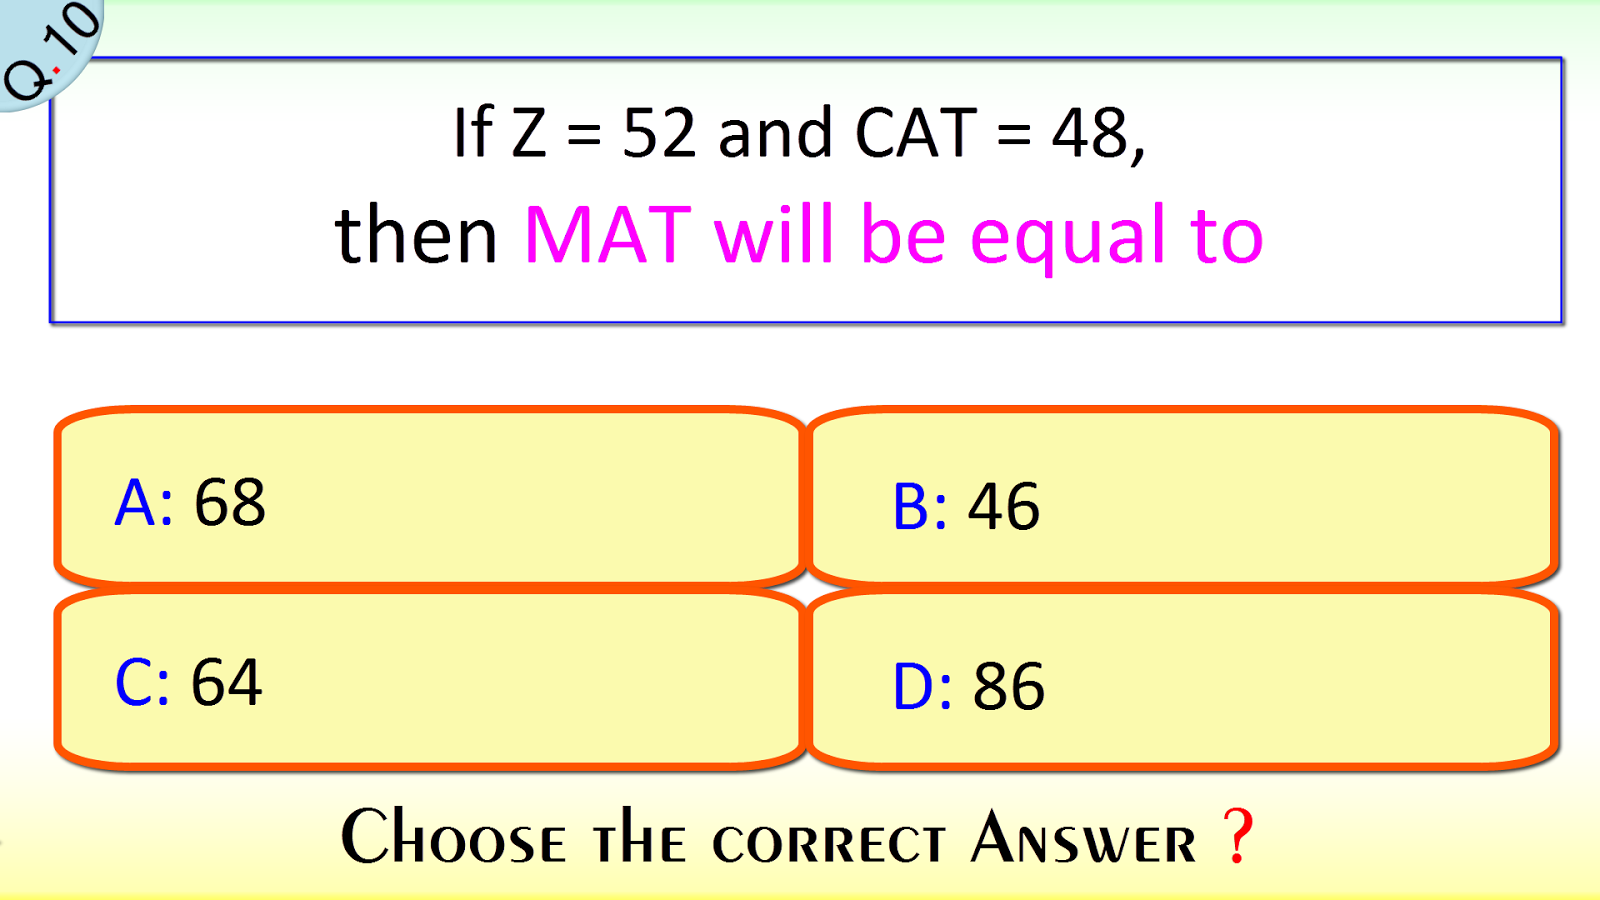 Q.10
If Z = 52 and CAT = 48,
then MAT will be equal to
A: 68
B: 46
C: 64
D: 86
Choose the correct Answer ?